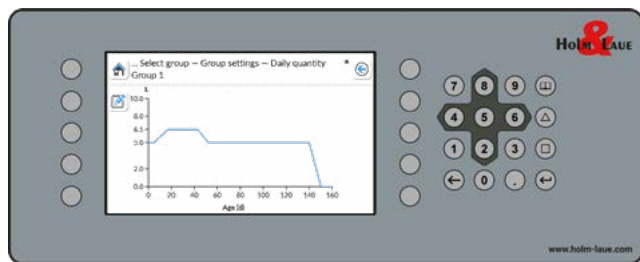 Holm & Laue
... Select group — Group settings — Daily quantity *
Group 1
L
10.0
8.0
6.5
5.0
2.0
0.0
0 20 40 60 80 100 120 140 160
Age [d]
7 8 9
4 5 6
1 2 3
0 .
www.holm-laue.com